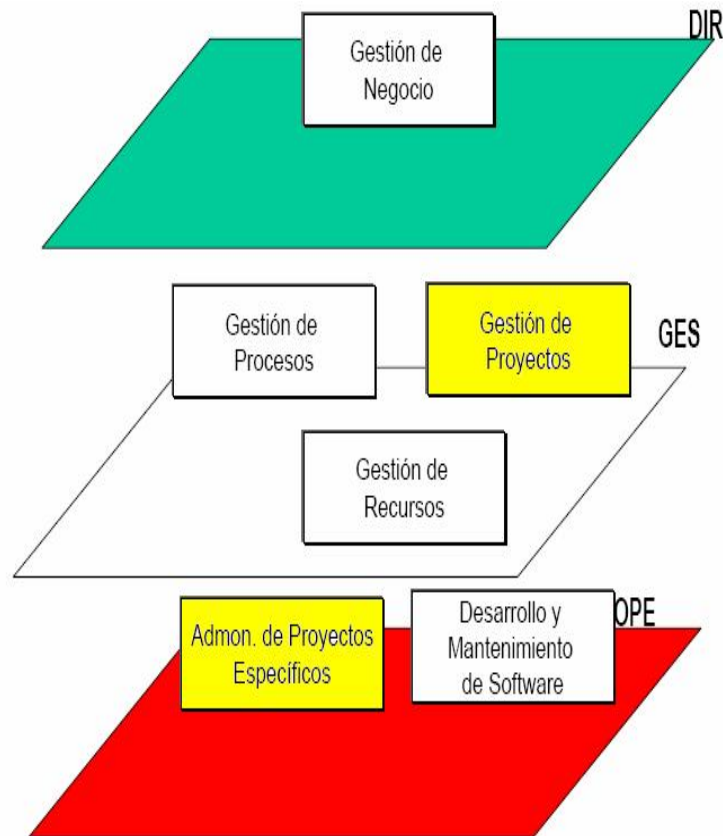 DIR
Gestión de
Negocio
Gestión de
Procesos
Gestión de
Proyectos
GES
Gestión de
Recursos
Admon. de Proyectos
Específicos
Desarrollo y
Mantenimiento
de Software
OPE